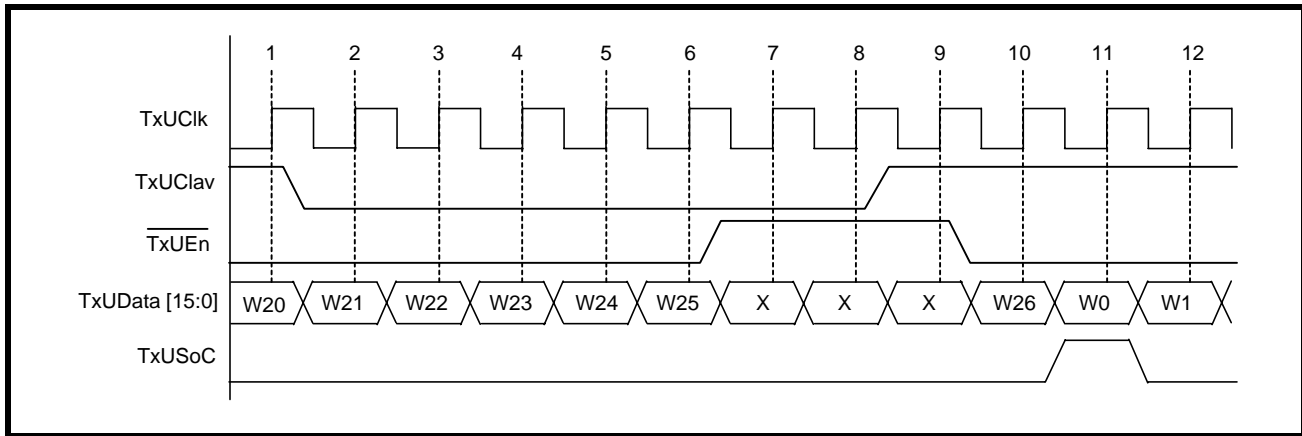 1 2 3 4 5 6 7 8 9 10 11 12
TxUClk
TxUClav
TxUEn
TxUData [15:0] W20 W21 W22 W23 W24 W25 X X X W26 W0 W1
TxUSoC